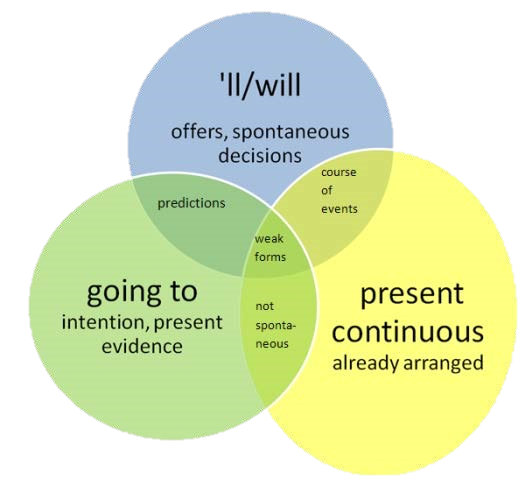 'll/will
offers, spontaneous
decisions
course
of
events
predictions
weak
forms
going to
intention, present
evidence
not
sponta-
neous
present
continuous
already arranged